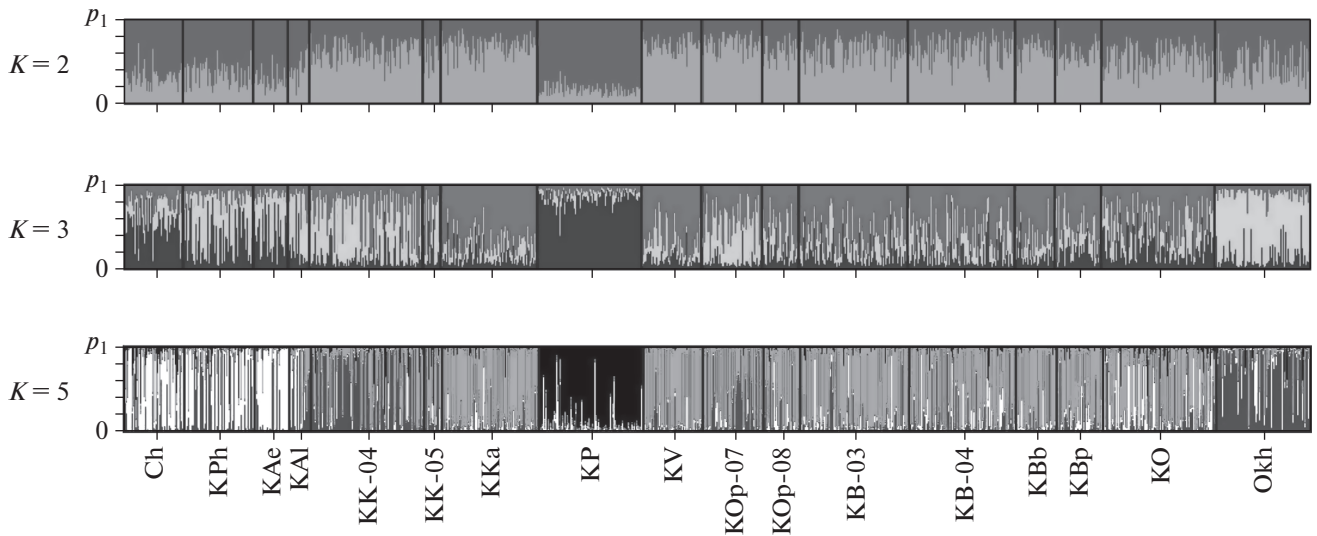 p1
K = 2
0
p1
K = 3
0
p1
K = 5
0
Ch
KPh
KAe
KAl
KK-04
KK-05
KKa
KP
KV
KOp-07
KOp-08
KB-03
KB-04
KBb
KBp
KO
Okh